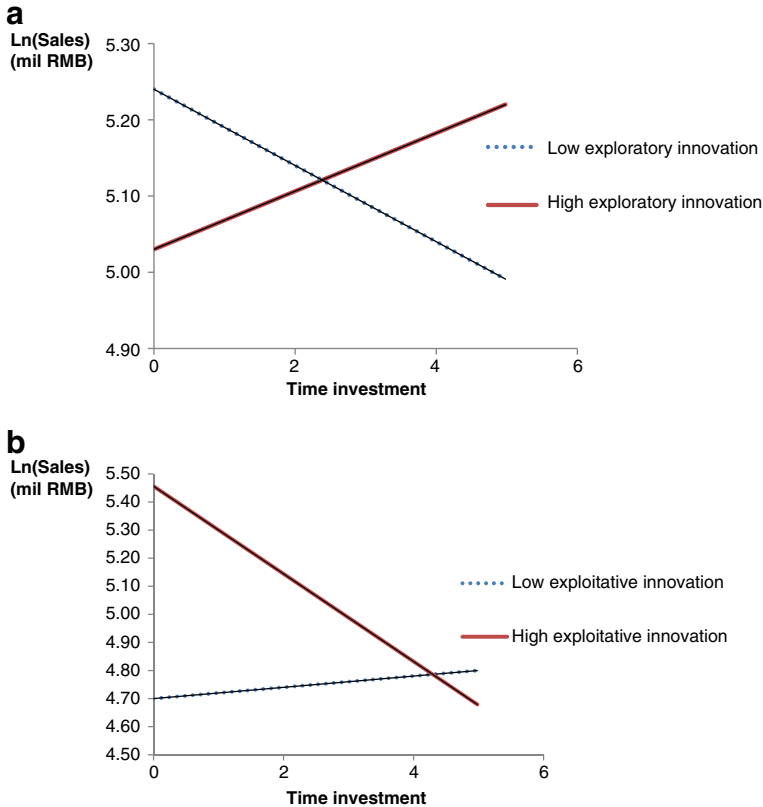 a
Ln(Sales)
(mil RMB)
5.30
5.20
5.10
5.00
4.90
Low exploratory innovation
High exploratory innovation
0 2 4 6
Time investment
b
Ln(Sales)
(mil RMB)
5.50
5.40
5.30
5.20
5.10
5.00
4.90
4.80
4.70
4.60
4.50
Low exploitative innovation
High exploitative innovation
0 2 4 6
Time investment